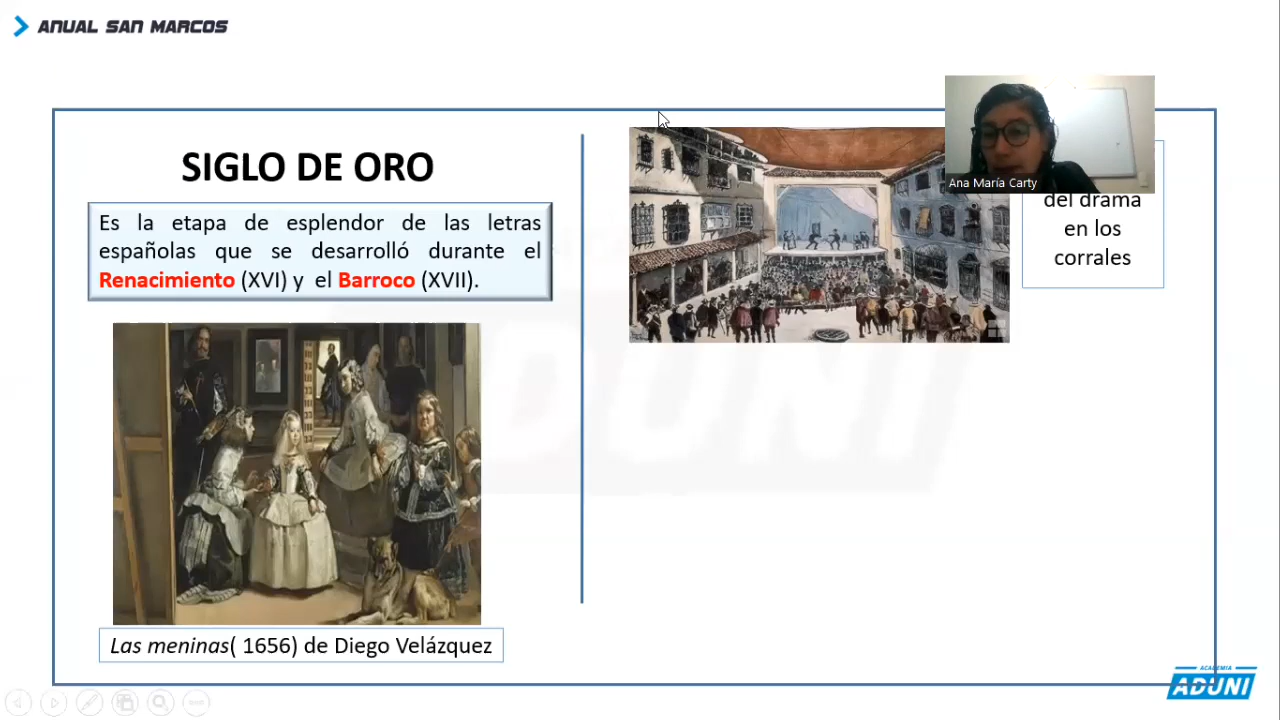 ANUAL SAN MARCOS
SIGLO DE ORO
Es la etapa de esplendor de las letras
españolas que se desarrolló durante el
Renacimiento (XVI) y el Barroco (XVII).
Las meninas( 1656) de Diego Velázquez
Ana María Carty
del drama
en los
corrales
ADUNI
ACADEMIA
ADUNI